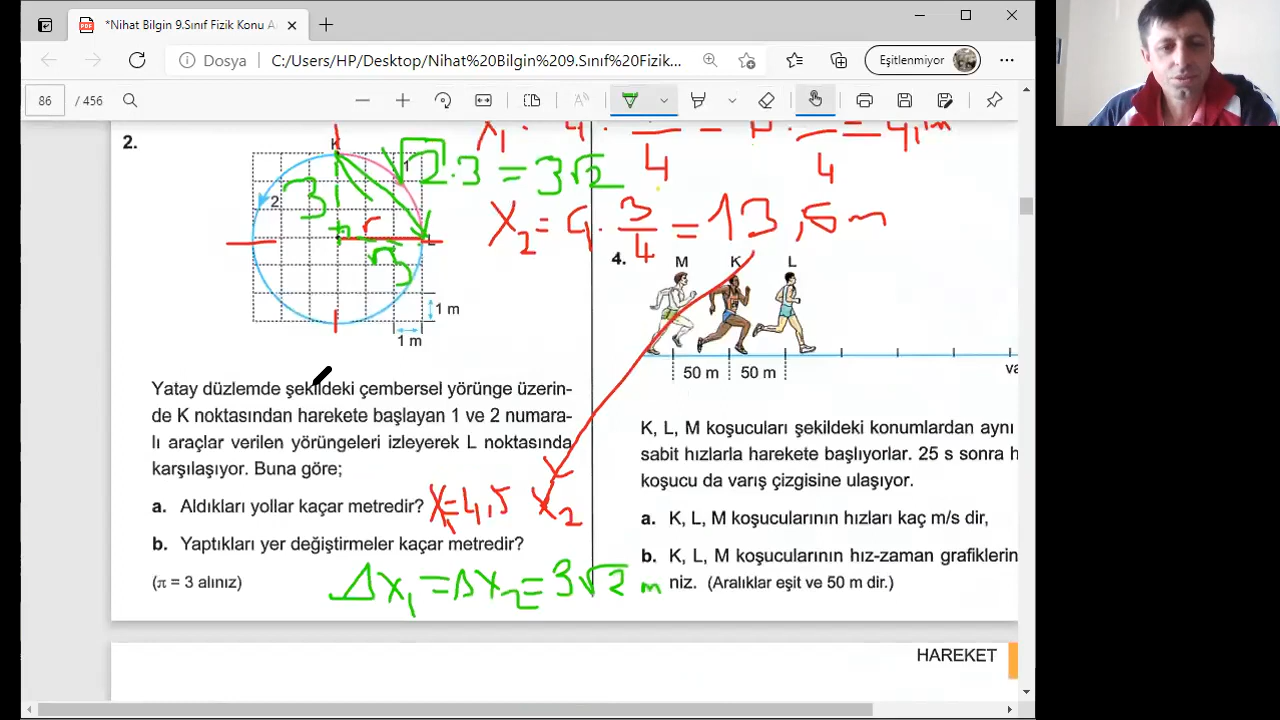 *Nihat Bilgin 9.Sınıf Fizik Konu A
Dosya
C:/Users/HP/Desktop/Nihat%20Bilgin%209.Sınıf%20Fizik...
Eşitlenmiyor
86 / 456
2.
K
1
2
L
3
r
3
1 m
1 m
√2.3 = 3√2
4
4
X₂ = 9.3/4 = 13,5 m
Yatay düzlemde şekildeki çembersel yörünge üzerin-
de K noktasından harekete başlayan 1 ve 2 numara-
lı araçlar verilen yörüngeleri izleyerek L noktasında
karşılaşıyor. Buna göre;
a. Aldıkları yollar kaçar metredir? X₁=4,5 X₂
b. Yaptıkları yer değiştirmeler kaçar metredir?
(π = 3 alınız)
ΔX₁ = ΔX₂ = 3√2 m
4.
M K L
50 m 50 m
va
K, L, M koşucuları şekildeki konumlardan aynı
sabit hızlarla harekete başlıyorlar. 25 s sonra h
koşucu da varış çizgisine ulaşıyor.
a. K, L, M koşucularının hızları kaç m/s dir,
b. K, L, M koşucularının hız-zaman grafiklerin
niz. (Aralıklar eşit ve 50 m dir.)
HAREKET